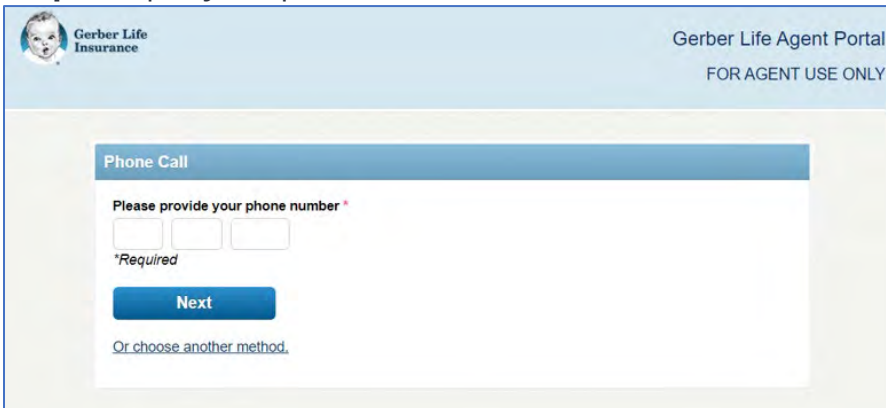 Gerber Life
Insurance
Gerber Life Agent Portal
FOR AGENT USE ONLY
Phone Call
Please provide your phone number *
*Required
Next
Or choose another method.